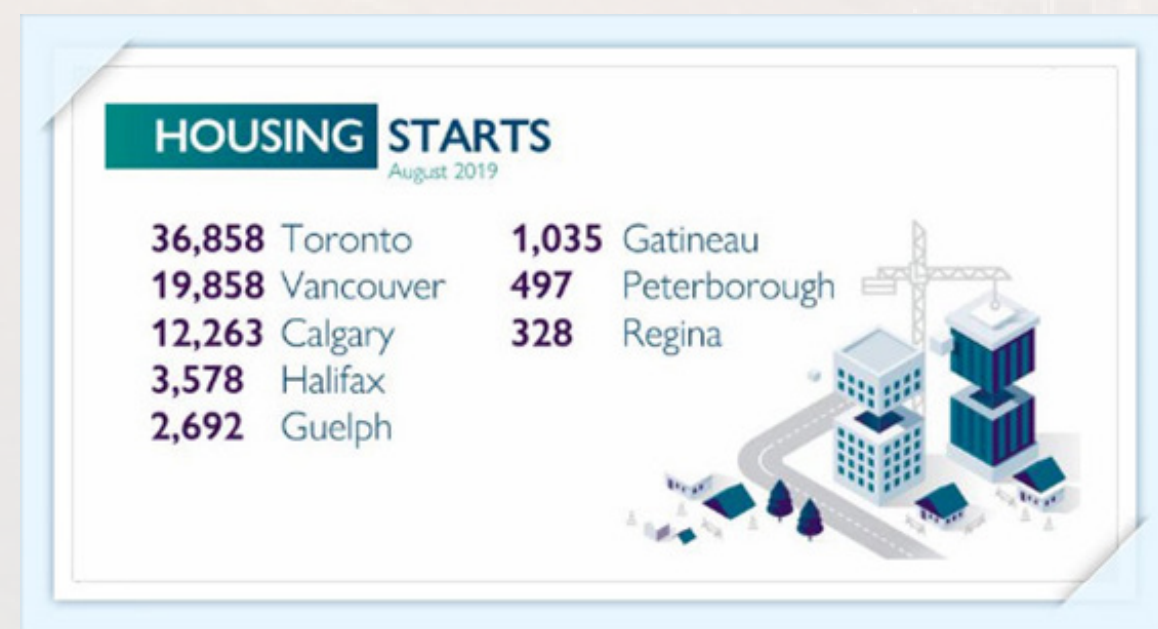 HOUSING STARTS
August 2019
36,858 Toronto
19,858 Vancouver
12,263 Calgary
3,578 Halifax
2,692 Guelph
1,035 Gatineau
497 Peterborough
328 Regina